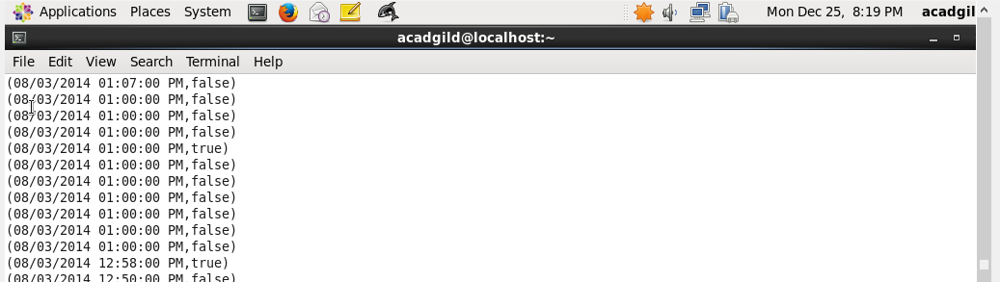 Applications Places System Mon Dec 25, 8:19 PM acadgil
acadgild@localhost:~
File Edit View Search Terminal Help
(08/03/2014 01:07:00 PM,false)
(08/03/2014 01:00:00 PM,false)
(08/03/2014 01:00:00 PM,false)
(08/03/2014 01:00:00 PM,false)
(08/03/2014 01:00:00 PM,true)
(08/03/2014 01:00:00 PM,false)
(08/03/2014 01:00:00 PM,false)
(08/03/2014 01:00:00 PM,false)
(08/03/2014 01:00:00 PM,false)
(08/03/2014 01:00:00 PM,false)
(08/03/2014 01:00:00 PM,false)
(08/03/2014 12:58:00 PM,true)
(08/03/2014 12:50:00 PM,false)